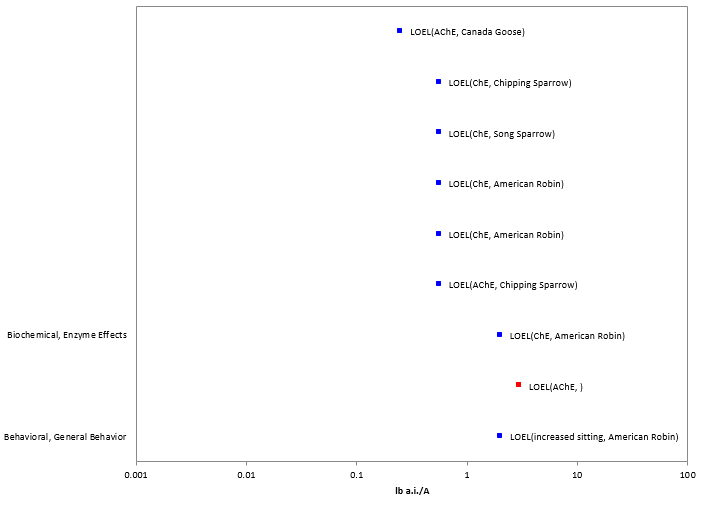 LOEL(AChE, Canada Goose)
LOEL(ChE, Chipping Sparrow)
LOEL(ChE, Song Sparrow)
LOEL(ChE, American Robin)
LOEL(ChE, American Robin)
LOEL(AChE, Chipping Sparrow)
Biochemical, Enzyme Effects
LOEL(ChE, American Robin)
LOEL(AChE, )
Behavioral, General Behavior
LOEL(increased sitting, American Robin)
0.001 0.01 0.1 1 10 100
lb a.i./A